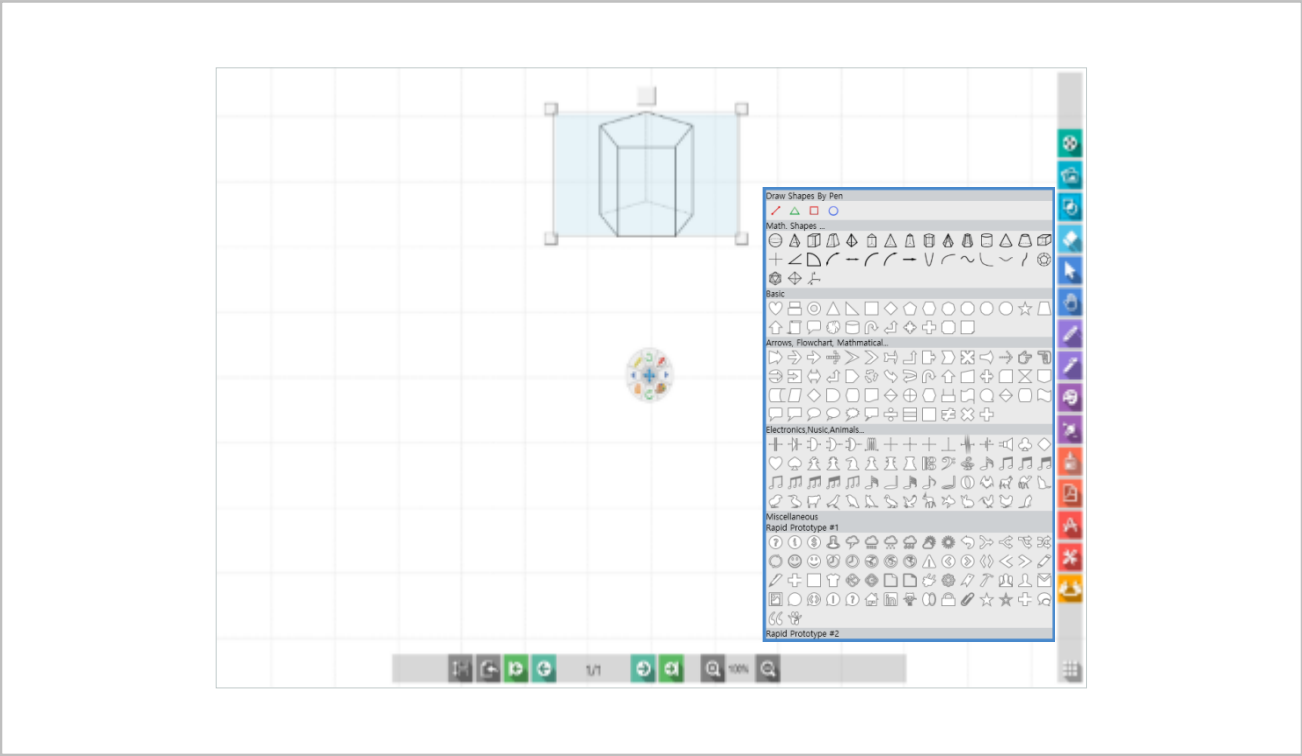 Draw Shapes By Pen
Math. Shapes ...
Basic
Arrows, Flowchart, Mathmatical...
Electronics,Nusic,Animals...
Miscellaneous
Rapid Prototype #1
Rapid Prototype #2
1/1
100%